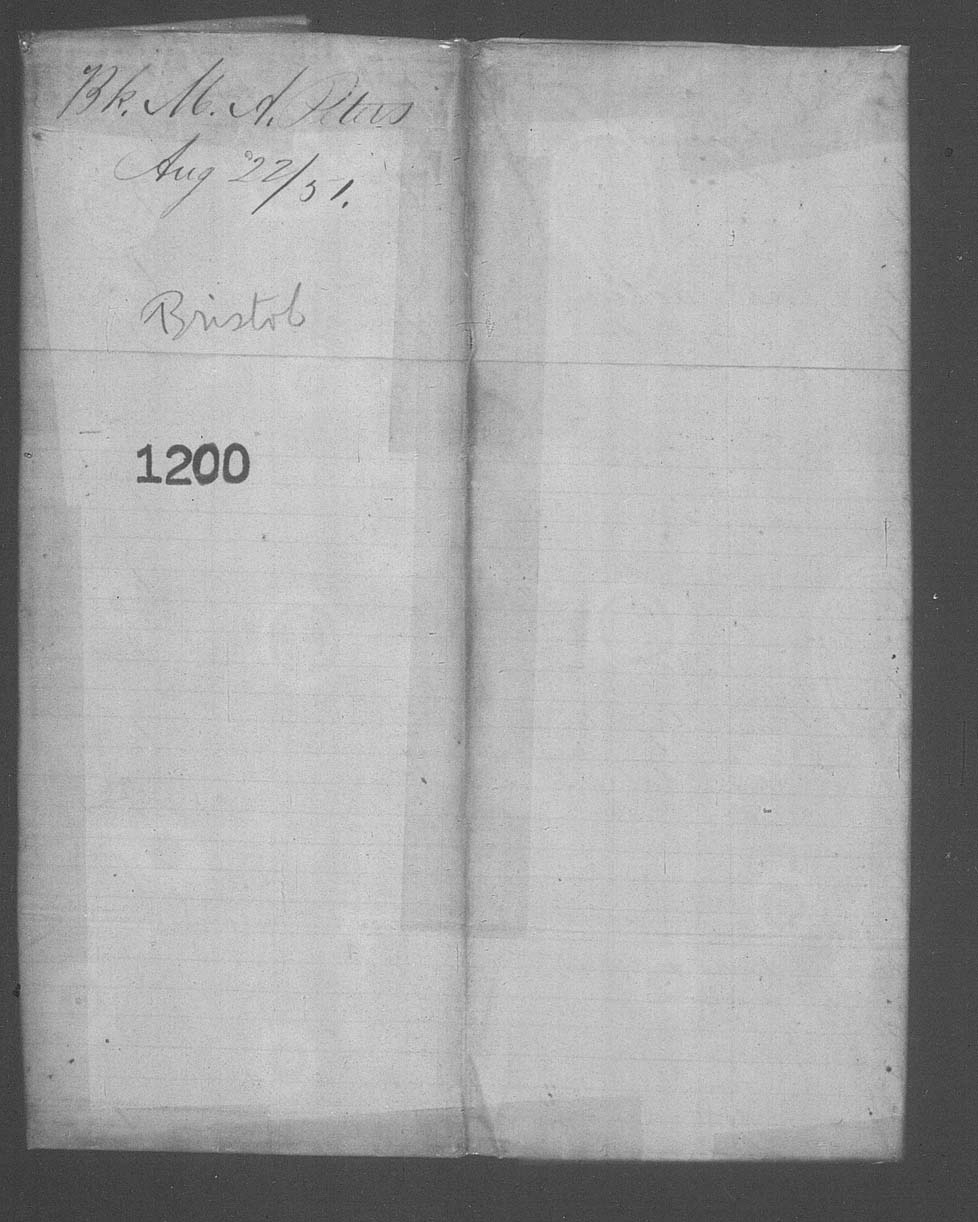 Bk. M. A. Peters
Aug 22/51.
Bristol
1200